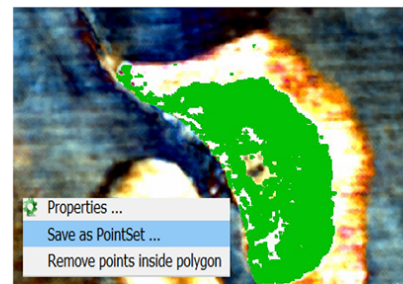 Properties ...
Save as PointSet ...
Remove points inside polygon